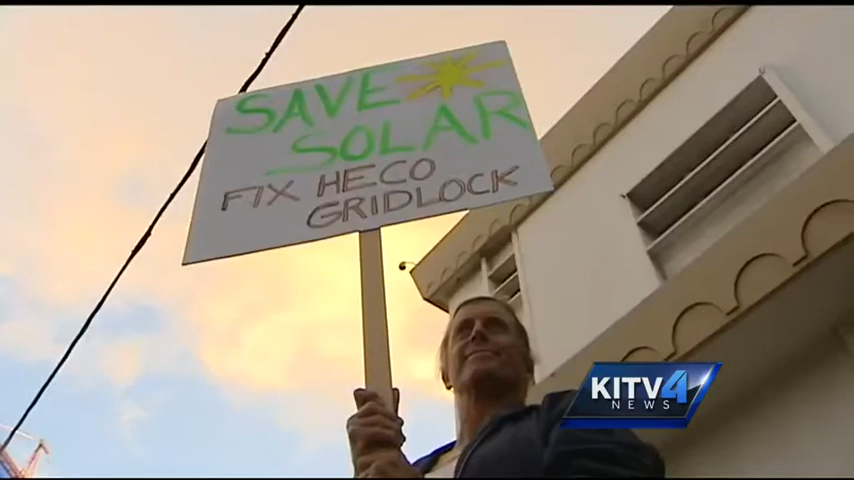 SAVE
SOLAR
FIX HECO
GRIDLOCK
KITV4
NEWS